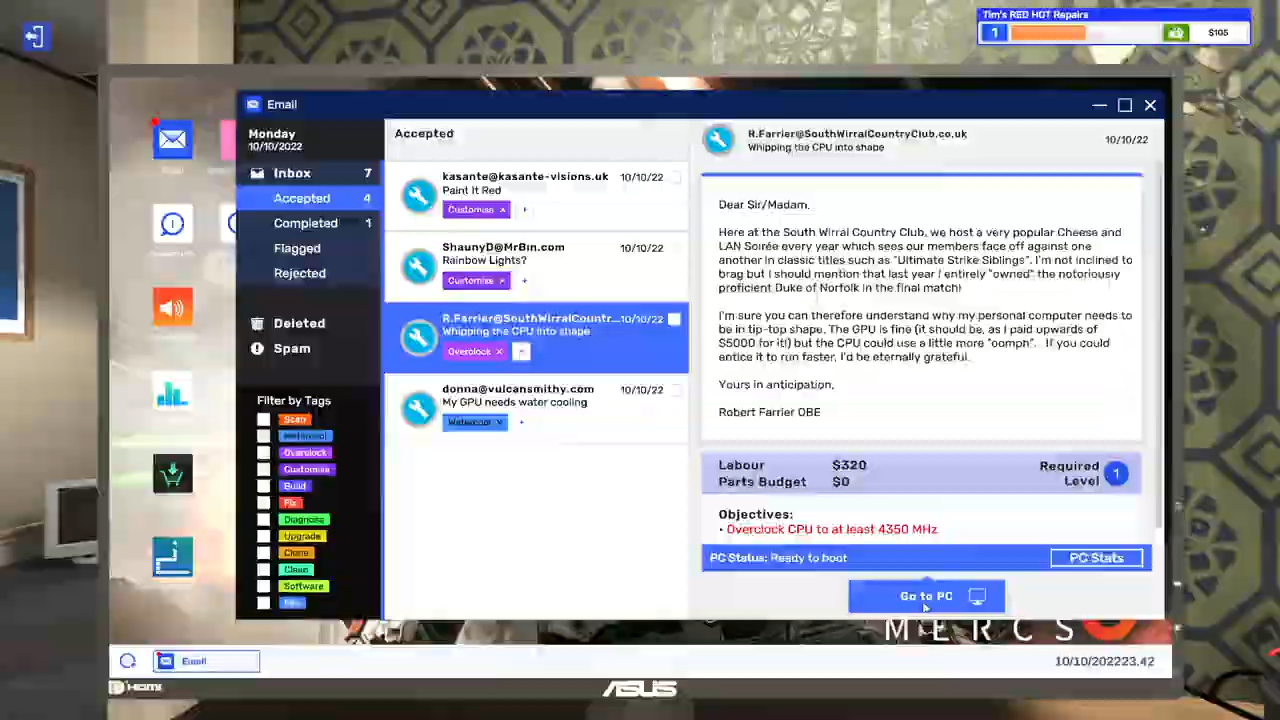 Tim's RED HOT Repairs
1
$105
Email
Monday
10/10/2022
Inbox 7
Accepted 4
Completed 1
Flagged
Rejected
Deleted
Spam
Filter by Tags
Scan
Watercool
Overclock
Customise
Build
Fix
Diagnose
Upgrade
Clone
Clean
Software
Accepted
kasante@kasante-visions.uk 10/10/22
Paint It Red
Customise x +
ShaunyD@MrBin.com 10/10/22
Rainbow Lights?
Customise x +
R.Farrier@SouthWirralCountr... 10/10/22
Whipping the CPU into shape
Overclock x
donna@vulcansmithy.com 10/10/22
My GPU needs water cooling
Watercool x +
R.Farrier@SouthWirralCountryClub.co.uk
Whipping the CPU into shape
10/10/22
Dear Sir/Madam,
Here at the South Wirral Country Club, we host a very popular Cheese and
LAN Soirée every year which sees our members face off against one
another in classic titles such as "Ultimate Strike Siblings". I'm not inclined to
brag but I should mention that last year I entirely "owned" the notoriously
proficient Duke of Norfolk in the final match!
I'm sure you can therefore understand why my personal computer needs to
be in tip-top shape. The GPU is fine (it should be, as I paid upwards of
$5000 for it!) but the CPU could use a little more "oomph". If you could
entice it to run faster, I'd be eternally grateful.
Yours in anticipation,
Robert Farrier OBE
Labour $320
Parts Budget $0
Required
Level 1
Objectives:
• Overclock CPU to at least 4350 MHz.
PC Status: Ready to boot
PC Stats
Go to PC
MERCS
Email
10/10/202223.42
HDMI
ASUS